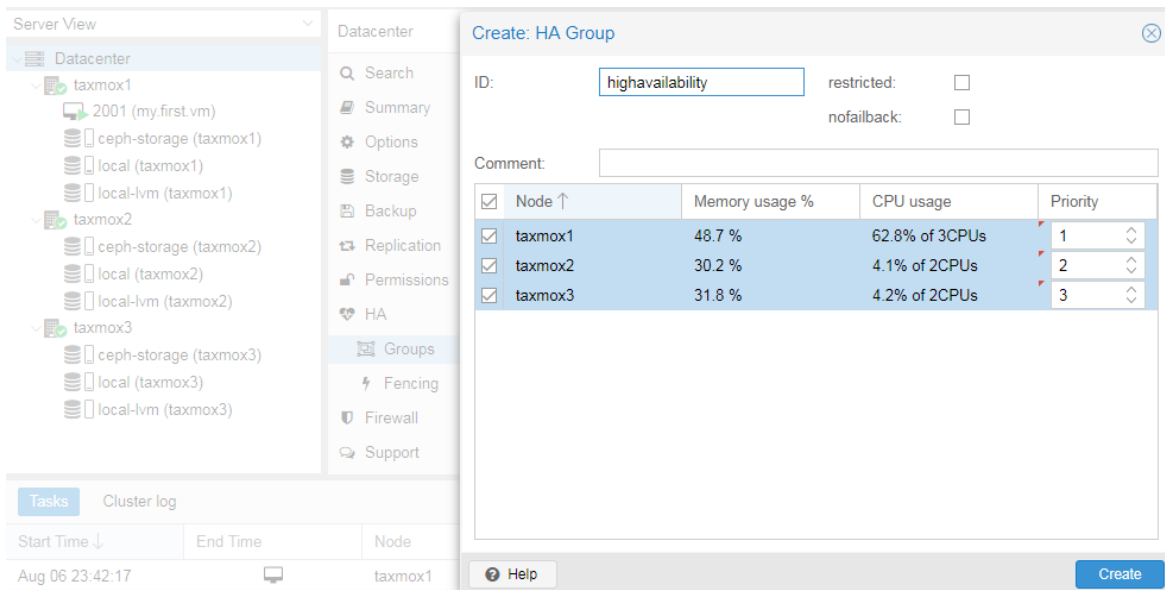 Server View
Datacenter
taxmox1
2001 (my.first.vm)
ceph-storage (taxmox1)
local (taxmox1)
local-lvm (taxmox1)
taxmox2
ceph-storage (taxmox2)
local (taxmox2)
local-lvm (taxmox2)
taxmox3
ceph-storage (taxmox3)
local (taxmox3)
local-lvm (taxmox3)
Datacenter
Search
Summary
Options
Storage
Backup
Replication
Permissions
HA
Groups
Fencing
Firewall
Support
Create: HA Group
ID: highavailability restricted:
nofailback:
Comment:
Node ↑ Memory usage % CPU usage Priority
taxmox1 48.7 % 62.8% of 3CPUs 1
taxmox2 30.2 % 4.1% of 2CPUs 2
taxmox3 31.8 % 4.2% of 2CPUs 3
Help Create
Tasks Cluster log
Start Time ↓ End Time Node
Aug 06 23:42:17 taxmox1